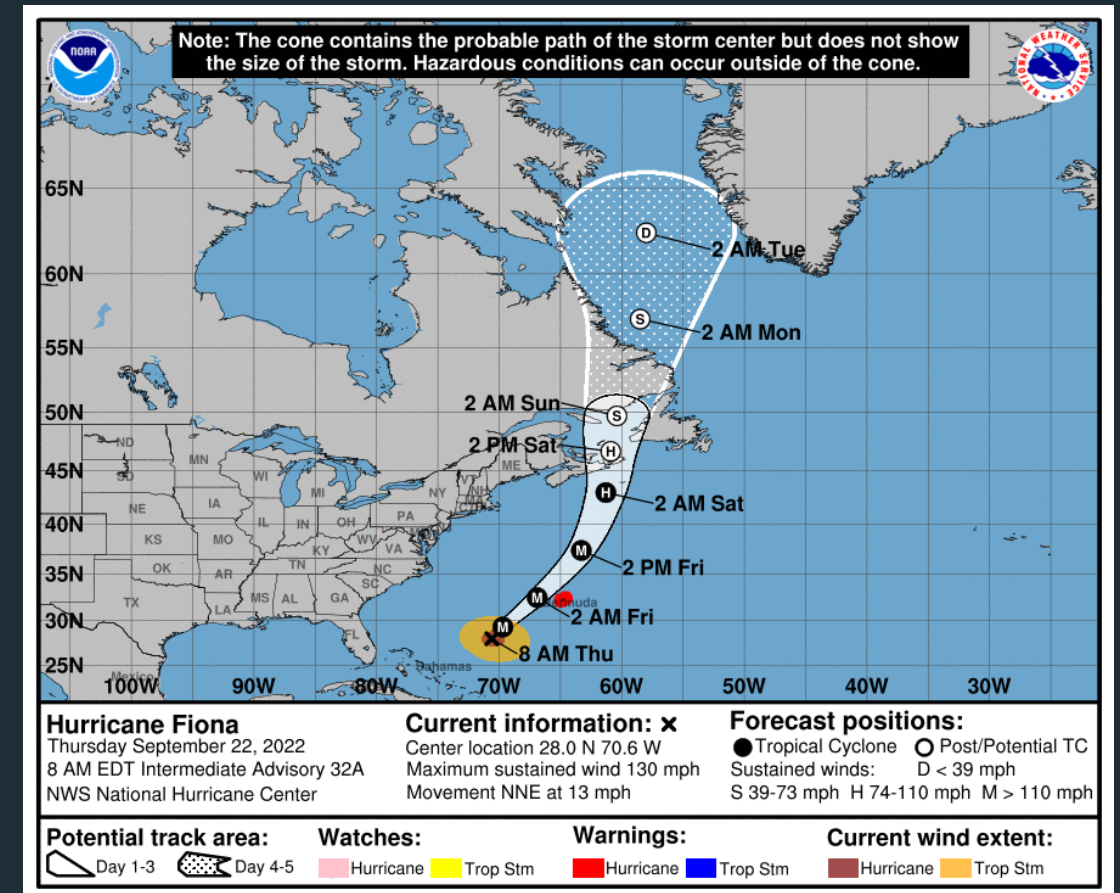 Note: The cone contains the probable path of the storm center but does not show
the size of the storm. Hazardous conditions can occur outside of the cone.
NOAA
NATIONAL WEATHER SERVICE
65N
60N
55N
50N
45N
40N
35N
30N
25N
100W
90W
80W
70W
60W
50W
40W
30W
D
2 AM Tue
S
2 AM Mon
2 AM Sun
S
2 PM Sat
H
H
2 AM Sat
M
2 PM Fri
M
2 AM Fri
M
8 AM Thu
ND
MN
SD
WI
MI
NY
VT
NH
MA
ME
NE
IA
IL
IN
OH
PA
KS
MO
KY
WV
VA
OK
AR
TN
NC
SC
TX
LA
MS
AL
GA
FL
Mexico
Bahamas
Hurricane Fiona
Thursday September 22, 2022
8 AM EDT Intermediate Advisory 32A
NWS National Hurricane Center
Current information: x
Center location 28.0 N 70.6 W
Maximum sustained wind 130 mph
Movement NNE at 13 mph
Forecast positions:
Tropical Cyclone Post/Potential TC
Sustained winds: D < 39 mph
S 39-73 mph H 74-110 mph M > 110 mph
Potential track area:
Day 1-3 Day 4-5
Watches:
Hurricane Trop Stm
Warnings:
Hurricane Trop Stm
Current wind extent:
Hurricane Trop Stm